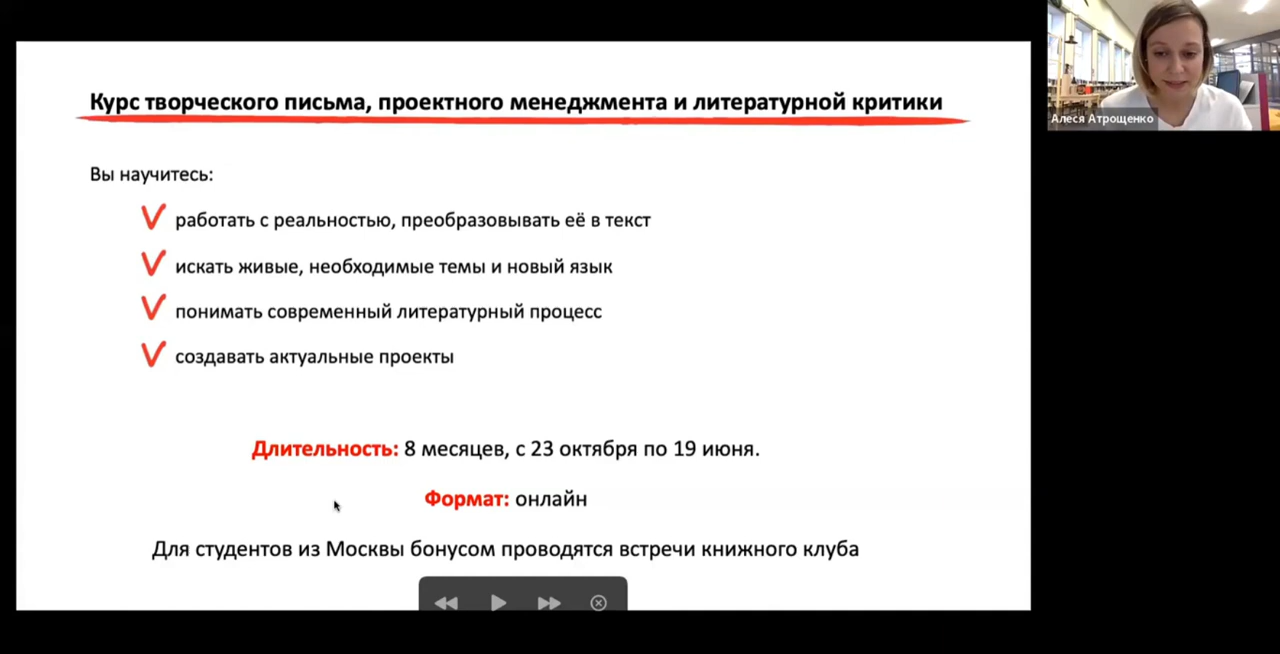 Курс творческого письма, проектного менеджмента и литературной критики
Вы научитесь:
работать с реальностью, преобразовывать её в текст
искать живые, необходимые темы и новый язык
понимать современный литературный процесс
создавать актуальные проекты
Длительность: 8 месяцев, с 23 октября по 19 июня.
Формат: онлайн
Для студентов из Москвы бонусом проводятся встречи книжного клуба
Алеся Атрощенко